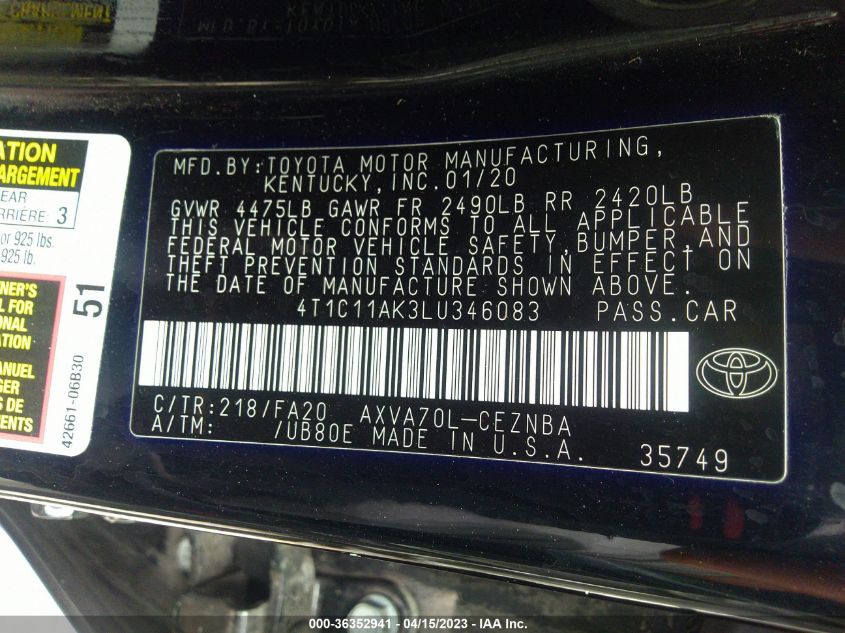 MFD.BY:TOYOTA MOTOR MANUFACTURING,
KENTUCKY, INC.01/20
GVWR 4475LB GAWR FR 2490LB RR 2420LB
THIS VEHICLE CONFORMS TO ALL APPLICABLE
FEDERAL MOTOR VEHICLE SAFETY,BUMPER,AND
THEFT PREVENTION STANDARDS IN EFFECT ON
THE DATE OF MANUFACTURE SHOWN ABOVE.
4T1C11AK3LU346083 PASS.CAR
C/TR:218/FA20 AXVA70L-CEZNBA
A/TM: /UB80E MADE IN U.S.A.
35749
ATION
ARGEMENT
EAR
ARRIÈRE 3
or 925 lbs.
925 lb.
NER'S
L FOR
ONAL
TION
ANUEL
GER
S DE
MENTS
51
42661-06B30
000-36352941 - 04/15/2023 - IAA Inc.